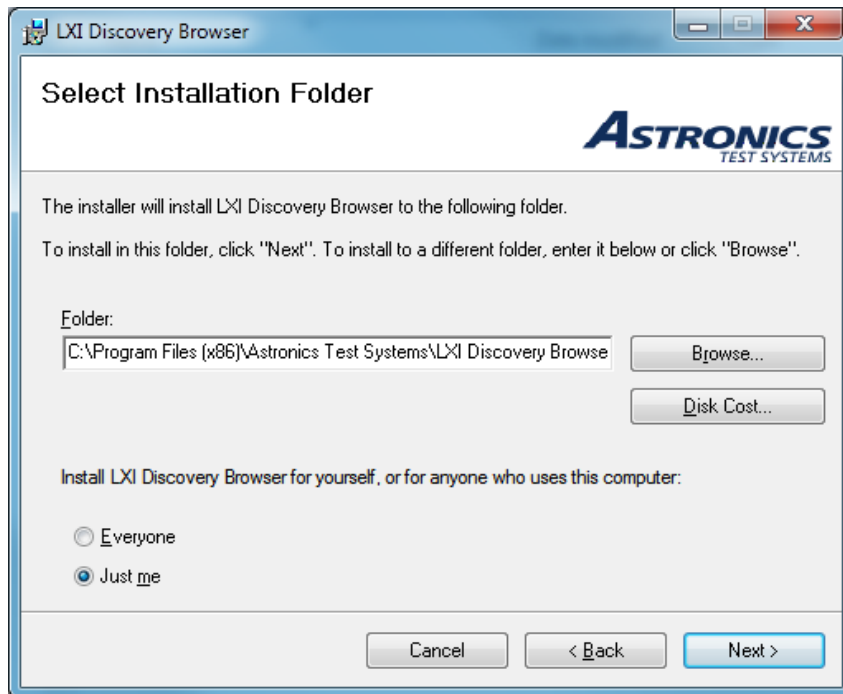 LXI Discovery Browser
Select Installation Folder
ASTRONICS
TEST SYSTEMS
The installer will install LXI Discovery Browser to the following folder.
To install in this folder, click "Next". To install to a different folder, enter it below or click "Browse".
Folder:
C:\Program Files (x86)\Astronics Test Systems\LXI Discovery Browse
Browse...
Disk Cost...
Install LXI Discovery Browser for yourself, or for anyone who uses this computer:
Everyone
Just me
Cancel
< Back
Next >